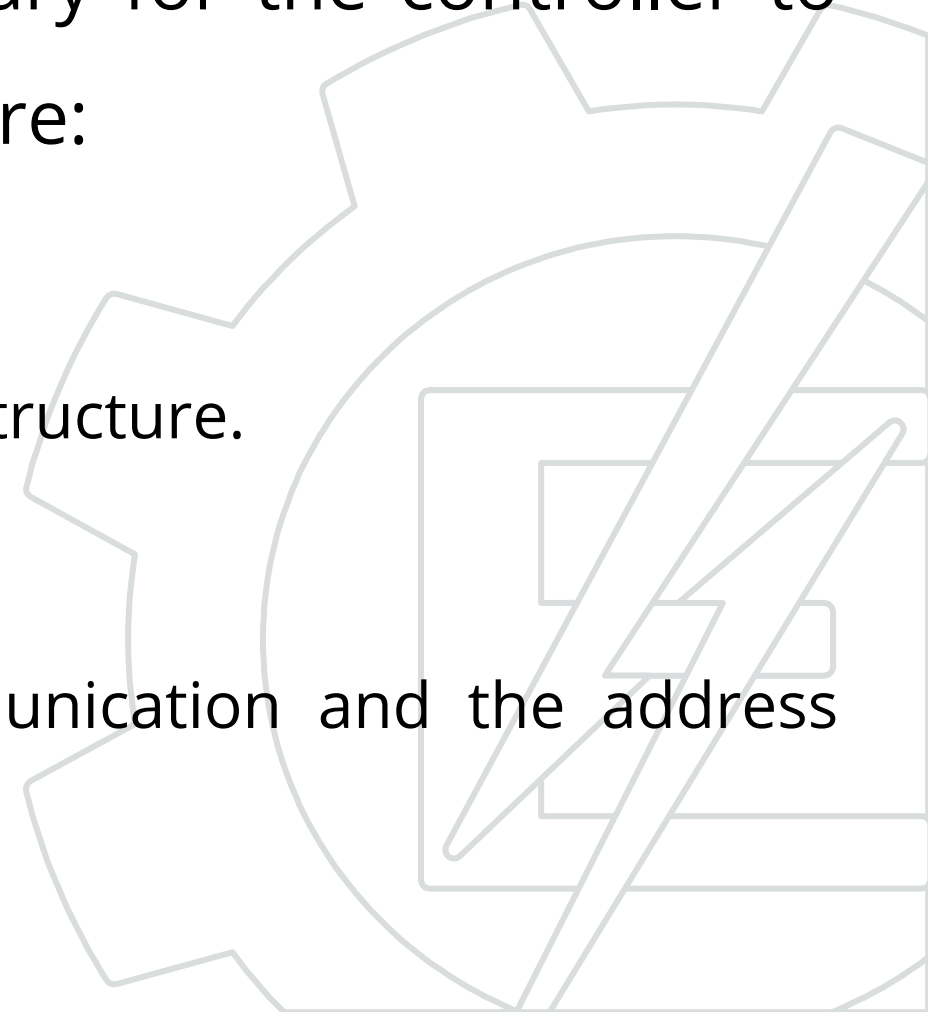 ary for the controller to
re:
tructure.
unication and the address